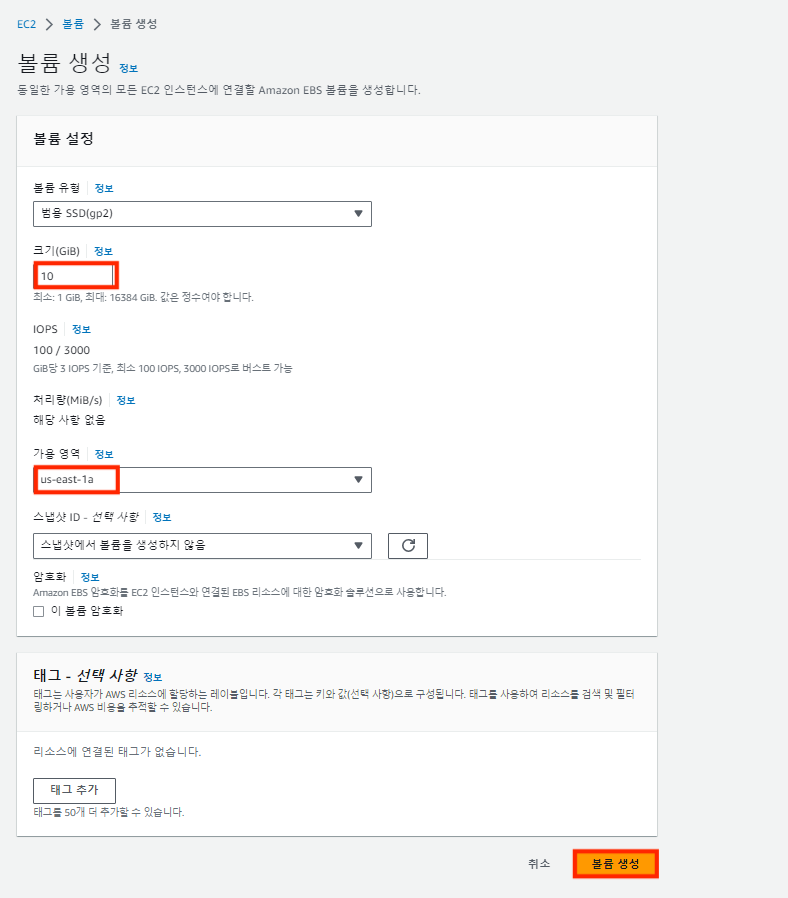 EC2 > 볼륨 > 볼륨 생성
볼륨 생성 정보
동일한 가용 영역의 모든 EC2 인스턴스에 연결할 Amazon EBS 볼륨을 생성합니다.
볼륨 설정
볼륨 유형 정보
범용 SSD(gp2)
크기(GiB) 정보
10
최소: 1 GiB, 최대: 16384 GiB. 값은 정수여야 합니다.
IOPS 정보
100 / 3000
GiB당 3 IOPS 기준, 최소 100 IOPS, 3000 IOPS로 버스트 가능
처리량(MiB/s) 정보
해당 사항 없음
가용 영역 정보
us-east-1a
스냅샷 ID - 선택 사항 정보
스냅샷에서 볼륨을 생성하지 않음
암호화 정보
Amazon EBS 암호화를 EC2 인스턴스와 연결된 EBS 리소스에 대한 암호화 솔루션으로 사용합니다.
이 볼륨 암호화
태그 - 선택 사항 정보
태그는 사용자가 AWS 리소스에 할당하는 레이블입니다. 각 태그는 키와 값(선택 사항)으로 구성됩니다. 태그를 사용하여 리소스를 검색 및 필터
링하거나 AWS 비용을 추적할 수 있습니다.
리소스에 연결된 태그가 없습니다.
태그 추가
태그를 50개 더 추가할 수 있습니다.
취소 볼륨 생성